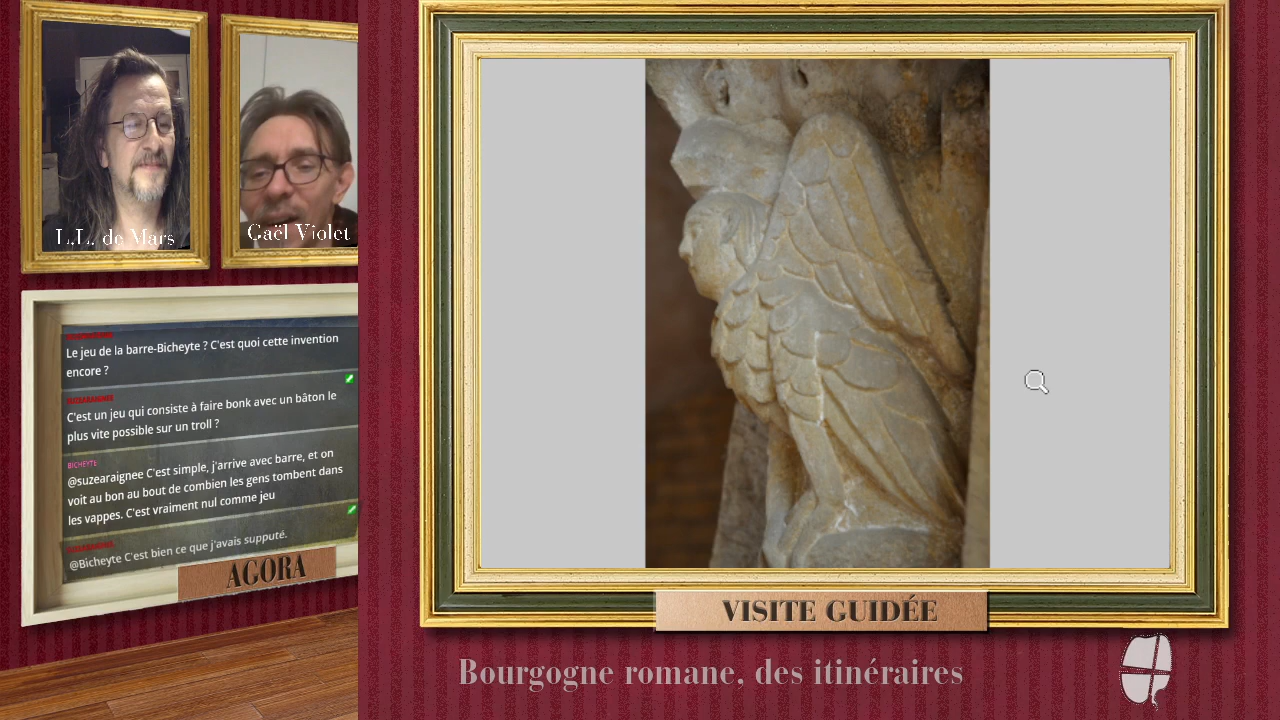 L.L. de Mars
Gaël Violet
Le jeu de la barre-Bicheyte ? C'est quoi cette invention
encore ?
SUZEARAIGNEE
C'est un jeu qui consiste à faire bonk avec un bâton le
plus vite possible sur un troll ?
BICHEYTE
@suzearaignee C'est simple, j'arrive avec barre, et on
voit au bon au bout de combien les gens tombent dans
les vappes. C'est vraiment nul comme jeu
SUZEARAIGNEE
@Bicheyte C'est bien ce que j'avais supputé.
AGORA
VISITE GUIDÉE
Bourgogne romane, des itinéraires